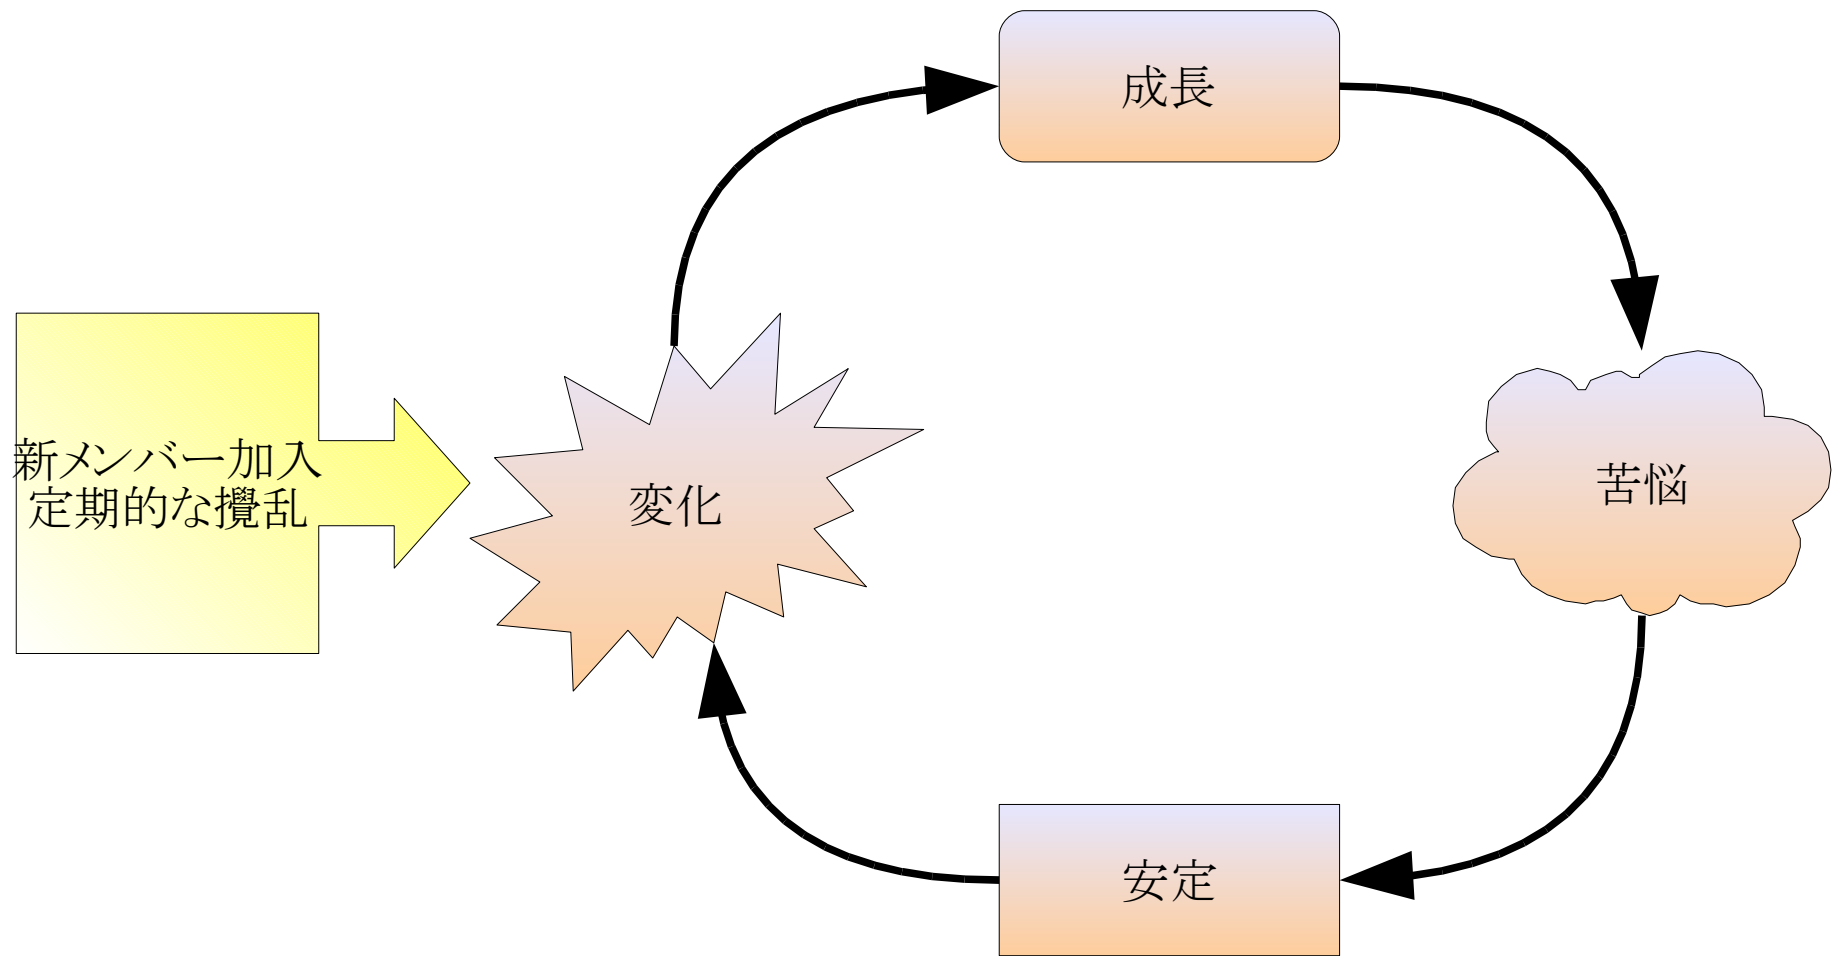 成長
新メンバー加入
定期的な攪乱
変化
苦悩
安定